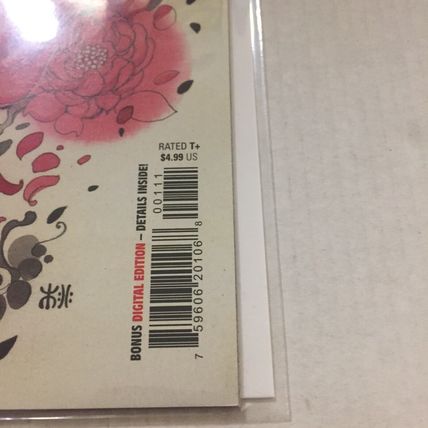 RATED T+
$4.99 US
BONUS DIGITAL EDITION – DETAILS INSIDE!
00111
7 59606 20106 8